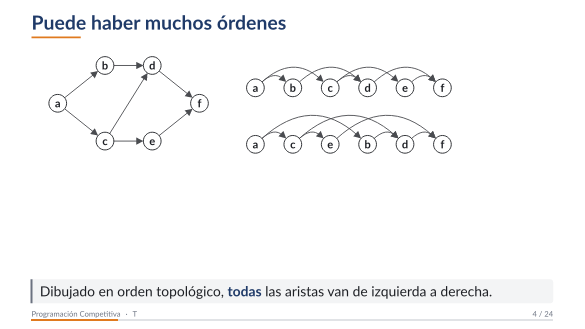 Puede haber muchos órdenes
b d
a f
c e
a b c d e f
a c e b d f
Dibujado en orden topológico, todas las aristas van de izquierda a derecha.
Programación Competitiva · T
4 / 24